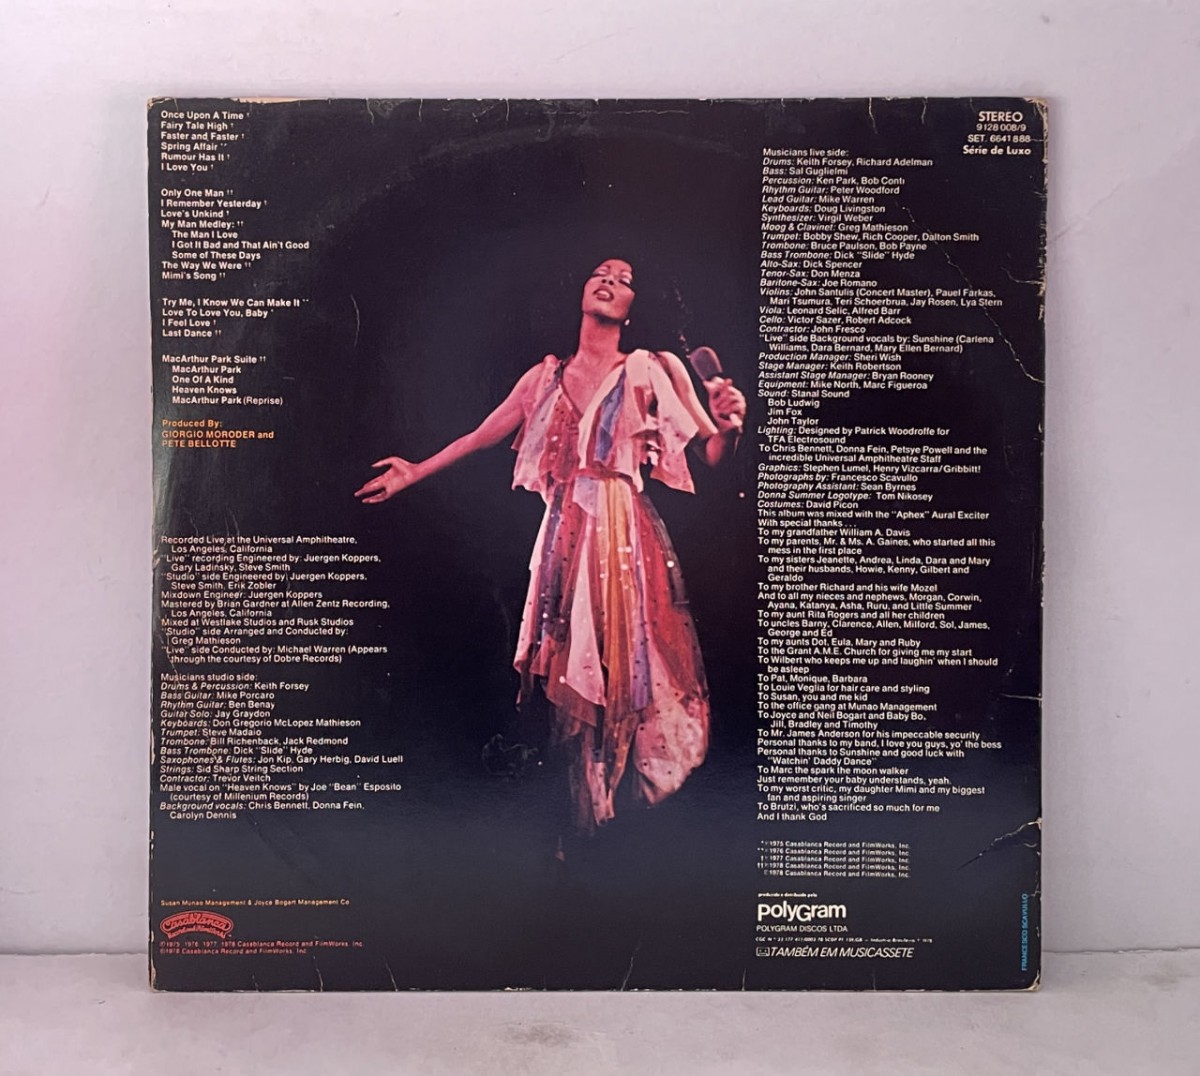 Once Upon A Time †
Fairy Tale High †
Faster and Faster †
Spring Affair **
Rumour Has It †
I Love You †
Only One Man ††
I Remember Yesterday †
Love's Unkind †
My Man Medley: ††
The Man I Love
I Got It Bad and That Ain't Good
Some of These Days
The Way We Were ††
Mimi's Song ††
Try Me, I Know We Can Make It **
Love To Love You, Baby *
I Feel Love †
Last Dance ††
MacArthur Park Suite ††
MacArthur Park
One Of A Kind
Heaven Knows
MacArthur Park (Reprise)
Produced By:
GIORGIO MORODER and
PETE BELLOTTE
Recorded Live at the Universal Amphitheatre,
Los Angeles, California
"Live" recording Engineered by: Juergen Koppers,
Gary Ladinsky, Steve Smith
"Studio" side Engineered by: Juergen Koppers,
Steve Smith, Erik Zobler
Mixdown Engineer: Juergen Koppers
Mastered by Brian Gardner at Allen Zentz Recording,
Los Angeles, California
Mixed at Westlake Studios and Rusk Studios
"Studio" side Arranged and Conducted by:
Greg Mathieson
"Live" side Conducted by: Michael Warren (Appears
through the courtesy of Dobre Records)
Musicians studio side:
Drums & Percussion: Keith Forsey
Bass Guitar: Mike Porcaro
Rhythm Guitar: Ben Benay
Guitar Solo: Jay Graydon
Keyboards: Don Gregorio McLopez Mathieson
Trumpet: Steve Madaio
Trombone: Bill Richenback, Jack Redmond
Bass Trombone: Dick "Slide" Hyde
Saxophones & Flutes: Jon Kip, Gary Herbig, David Luell
Strings: Sid Sharp String Section
Contractor: Trevor Veitch
Male vocal on "Heaven Knows" by Joe "Bean" Esposito
(courtesy of Millenium Records)
Background vocals: Chris Bennett, Donna Fein,
Carolyn Dennis
Susan Munao Management & Joyce Bogart Management Co.
Casablanca
Record and FilmWorks
℗1975, 1976, 1977, 1978 Casablanca Record and FilmWorks, Inc.
©1978 Casablanca Record and FilmWorks, Inc.
STEREO
9128 008/9
SET. 6641 888
Série de Luxo
Musicians live side:
Drums: Keith Forsey, Richard Adelman
Bass: Sal Guglielmi
Percussion: Ken Park, Bob Conti
Rhythm Guitar: Peter Woodford
Lead Guitar: Mike Warren
Keyboards: Doug Livingston
Synthesizer: Virgil Weber
Moog & Clavinet: Greg Mathieson
Trumpet: Bobby Shew, Rich Cooper, Dalton Smith
Trombone: Bruce Paulson, Bob Payne
Bass Trombone: Dick "Slide" Hyde
Alto-Sax: Dick Spencer
Tenor-Sax: Don Menza
Baritone-Sax: Joe Romano
Violins: John Santulis (Concert Master), Pauel Farkas,
Mari Tsumura, Teri Schoerbrua, Jay Rosen, Lya Stern
Viola: Leonard Selic, Alfred Barr
Cello: Victor Sazer, Robert Adcock
Contractor: John Fresco
"Live" side Background vocals by: Sunshine (Carlena
Williams, Dara Bernard, Mary Ellen Bernard)
Production Manager: Sheri Wish
Stage Manager: Keith Robertson
Assistant Stage Manager: Bryan Rooney
Equipment: Mike North, Marc Figueroa
Sound: Stanal Sound
Bob Ludwig
Jim Fox
John Taylor
Lighting: Designed by Patrick Woodroffe for
TFA Electrosound
To Chris Bennett, Donna Fein, Petsye Powell and the
incredible Universal Amphitheatre Staff
Graphics: Stephen Lumel, Henry Vizcarra/Gribbitt!
Photographs by: Francesco Scavullo
Photography Assistant: Sean Byrnes
Donna Summer Logotype: Tom Nikosey
Costumes: David Picon
This album was mixed with the "Aphex" Aural Exciter
With special thanks . . .
To my grandfather William A. Davis
To my parents, Mr. & Ms. A. Gaines, who started all this
mess in the first place
To my sisters Jeanette, Andrea, Linda, Dara and Mary
and their husbands, Howie, Kenny, Gilbert and
Geraldo
To my brother Richard and his wife Mozel
And to all my nieces and nephews, Morgan, Corwin,
Ayana, Katanya, Asha, Ruru, and Little Summer
To my aunt Rita Rogers and all her children
To uncles Barny, Clarence, Allen, Milford, Sol, James,
George and Ed
To my aunts Dot, Eula, Mary and Ruby
To the Grant A.M.E. Church for giving me my start
To Wilbert who keeps me up and laughin' when I should
be asleep
To Pat, Monique, Barbara
To Louie Veglia for hair care and styling
To Susan, you and me kid
To the office gang at Munao Management
To Joyce and Neil Bogart and Baby Bo,
Jill, Bradley and Timothy
To Mr. James Anderson for his impeccable security
Personal thanks to my band, I love you guys, yo' the boss
Personal thanks to Sunshine and good luck with
"Watchin' Daddy Dance"
To Marc the spark the moon walker
Just remember your baby understands, yeah.
To my worst critic, my daughter Mimi and my biggest
fan and aspiring singer
To Brutzi, who's sacrificed so much for me
And I thank God
*℗1975 Casablanca Record and FilmWorks, Inc.
**℗1976 Casablanca Record and FilmWorks, Inc.
†℗1977 Casablanca Record and FilmWorks, Inc.
††℗1978 Casablanca Record and FilmWorks, Inc.
©1978 Casablanca Record and FilmWorks, Inc.
produzido e distribuído pela
polyGram
POLYGRAM DISCOS LTDA
TAMBÉM EM MUSICASSETE
FRANCESCO SCAVULLO